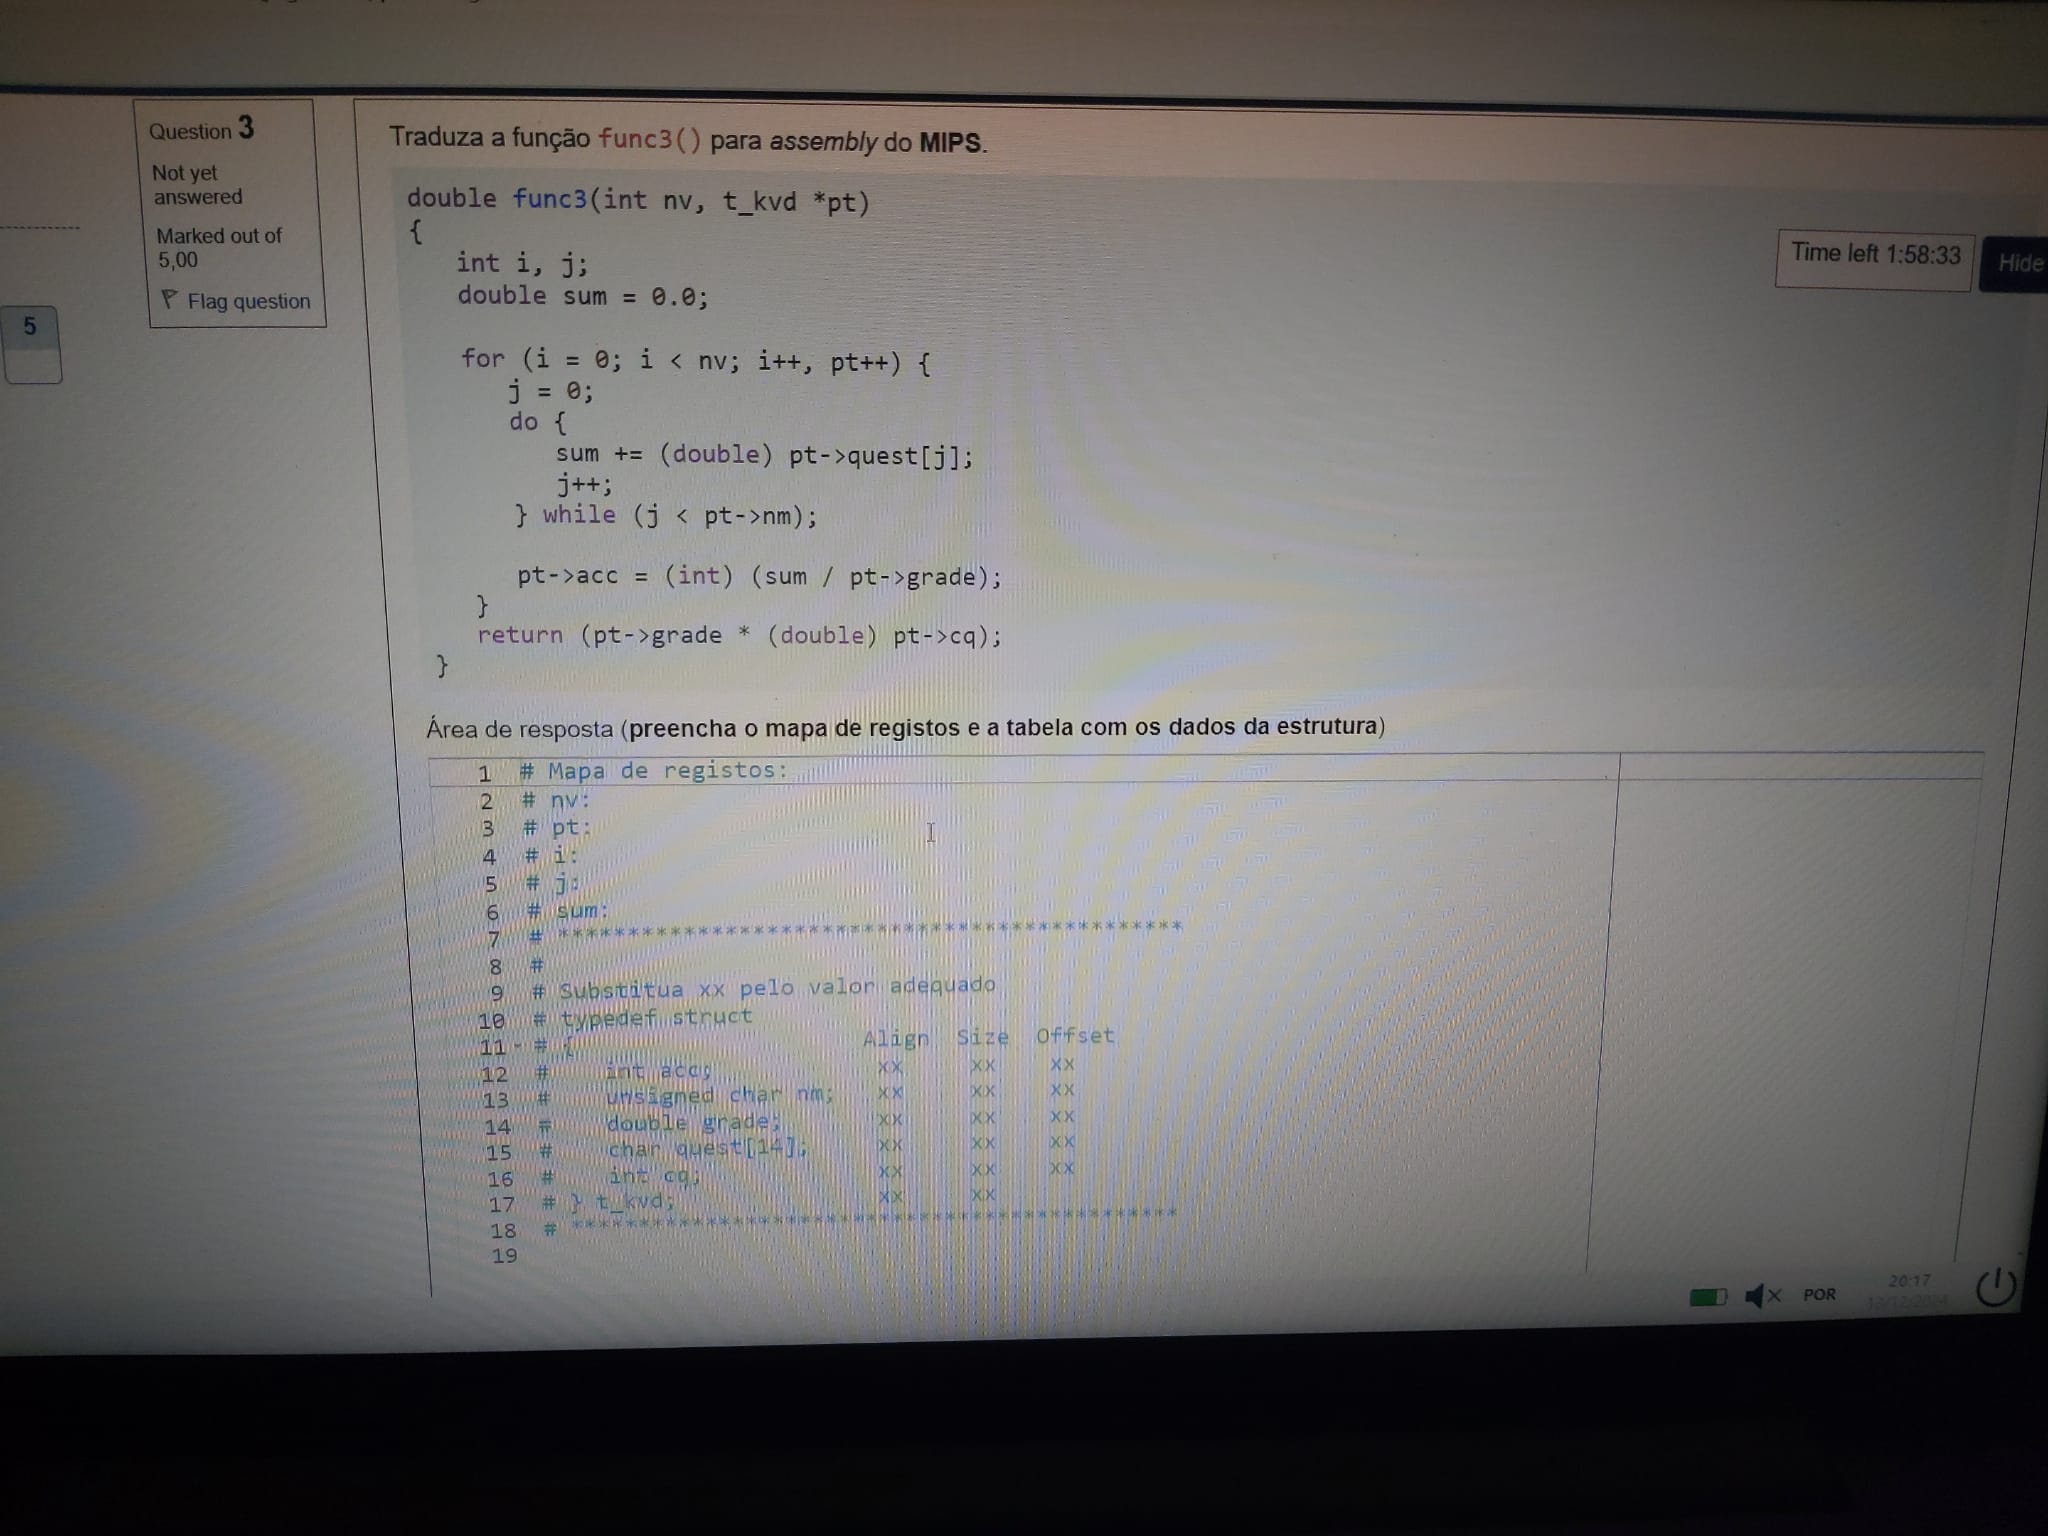 Question 3
Not yet
answered
Marked out of
5,00
Flag question
5
Traduza a função func3() para assembly do MIPS.
double func3(int nv, t_kvd *pt)
{
int i, j;
double sum = 0.0;
for (i = 0; i < nv; i++, pt++) {
j = 0;
do {
sum += (double) pt->quest[j];
j++;
} while (j < pt->nm);
pt->acc = (int) (sum / pt->grade);
}
return (pt->grade * (double) pt->cq);
}
Time left 1:58:33
Hide
Área de resposta (preencha o mapa de registos e a tabela com os dados da estrutura)
1 # Mapa de registos:
2 # nv:
3 # pt:
4 # i:
5 # j:
6 # sum:
7 # *********************************************
8 #
9 # Substitua xx pelo valor adequado
10 # typedef struct
11 # { Align Size Offset
12 # int acc; xx xx xx
13 # unsigned char nm; xx xx xx
14 # double grade; xx xx xx
15 # char quest[14]; xx xx xx
16 # int cq; xx xx xx
17 # } t_kvd; xx xx
18 # *********************************************
19
POR
20:17
13/12/2024